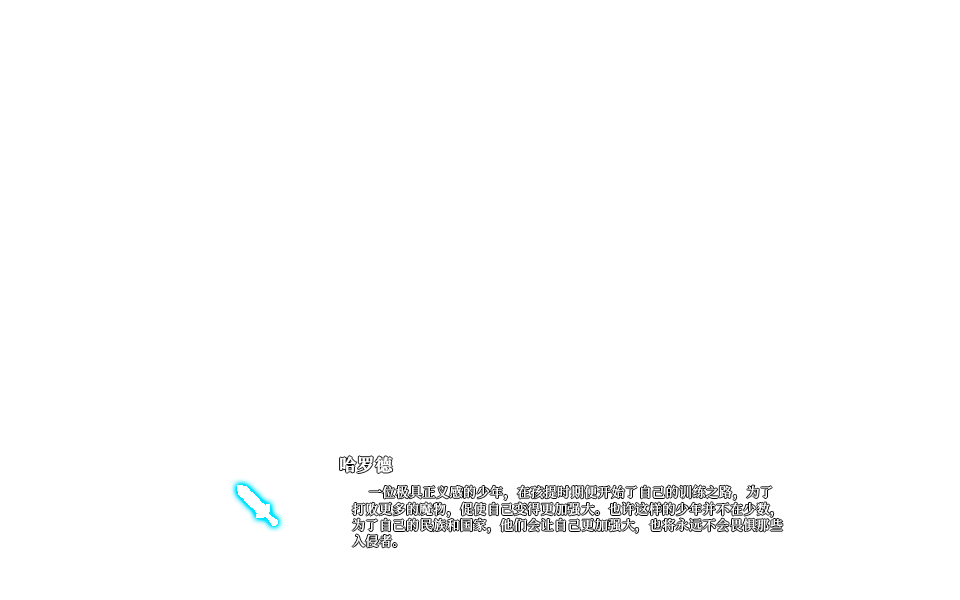 哈罗德
一位极具正义感的少年，在孩提时期便开始了自己的训练之路，为了
打败更多的魔物，促使自己变得更加强大。也许这样的少年并不在少数，
为了自己的民族和国家，他们会让自己更加强大，也将永远不会畏惧那些
入侵者。